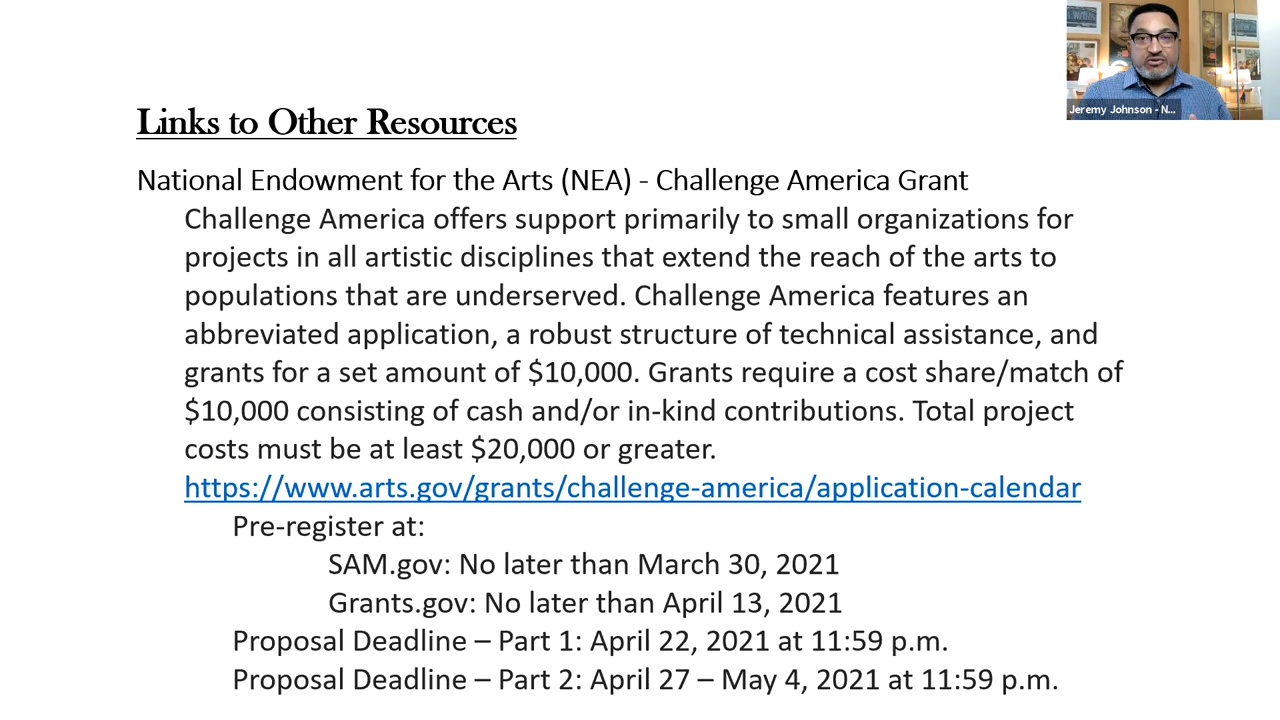 Jeremy Johnson - N...
Links to Other Resources
National Endowment for the Arts (NEA) - Challenge America Grant
Challenge America offers support primarily to small organizations for
projects in all artistic disciplines that extend the reach of the arts to
populations that are underserved. Challenge America features an
abbreviated application, a robust structure of technical assistance, and
grants for a set amount of $10,000. Grants require a cost share/match of
$10,000 consisting of cash and/or in-kind contributions. Total project
costs must be at least $20,000 or greater.
https://www.arts.gov/grants/challenge-america/application-calendar
Pre-register at:
SAM.gov: No later than March 30, 2021
Grants.gov: No later than April 13, 2021
Proposal Deadline – Part 1: April 22, 2021 at 11:59 p.m.
Proposal Deadline – Part 2: April 27 – May 4, 2021 at 11:59 p.m.